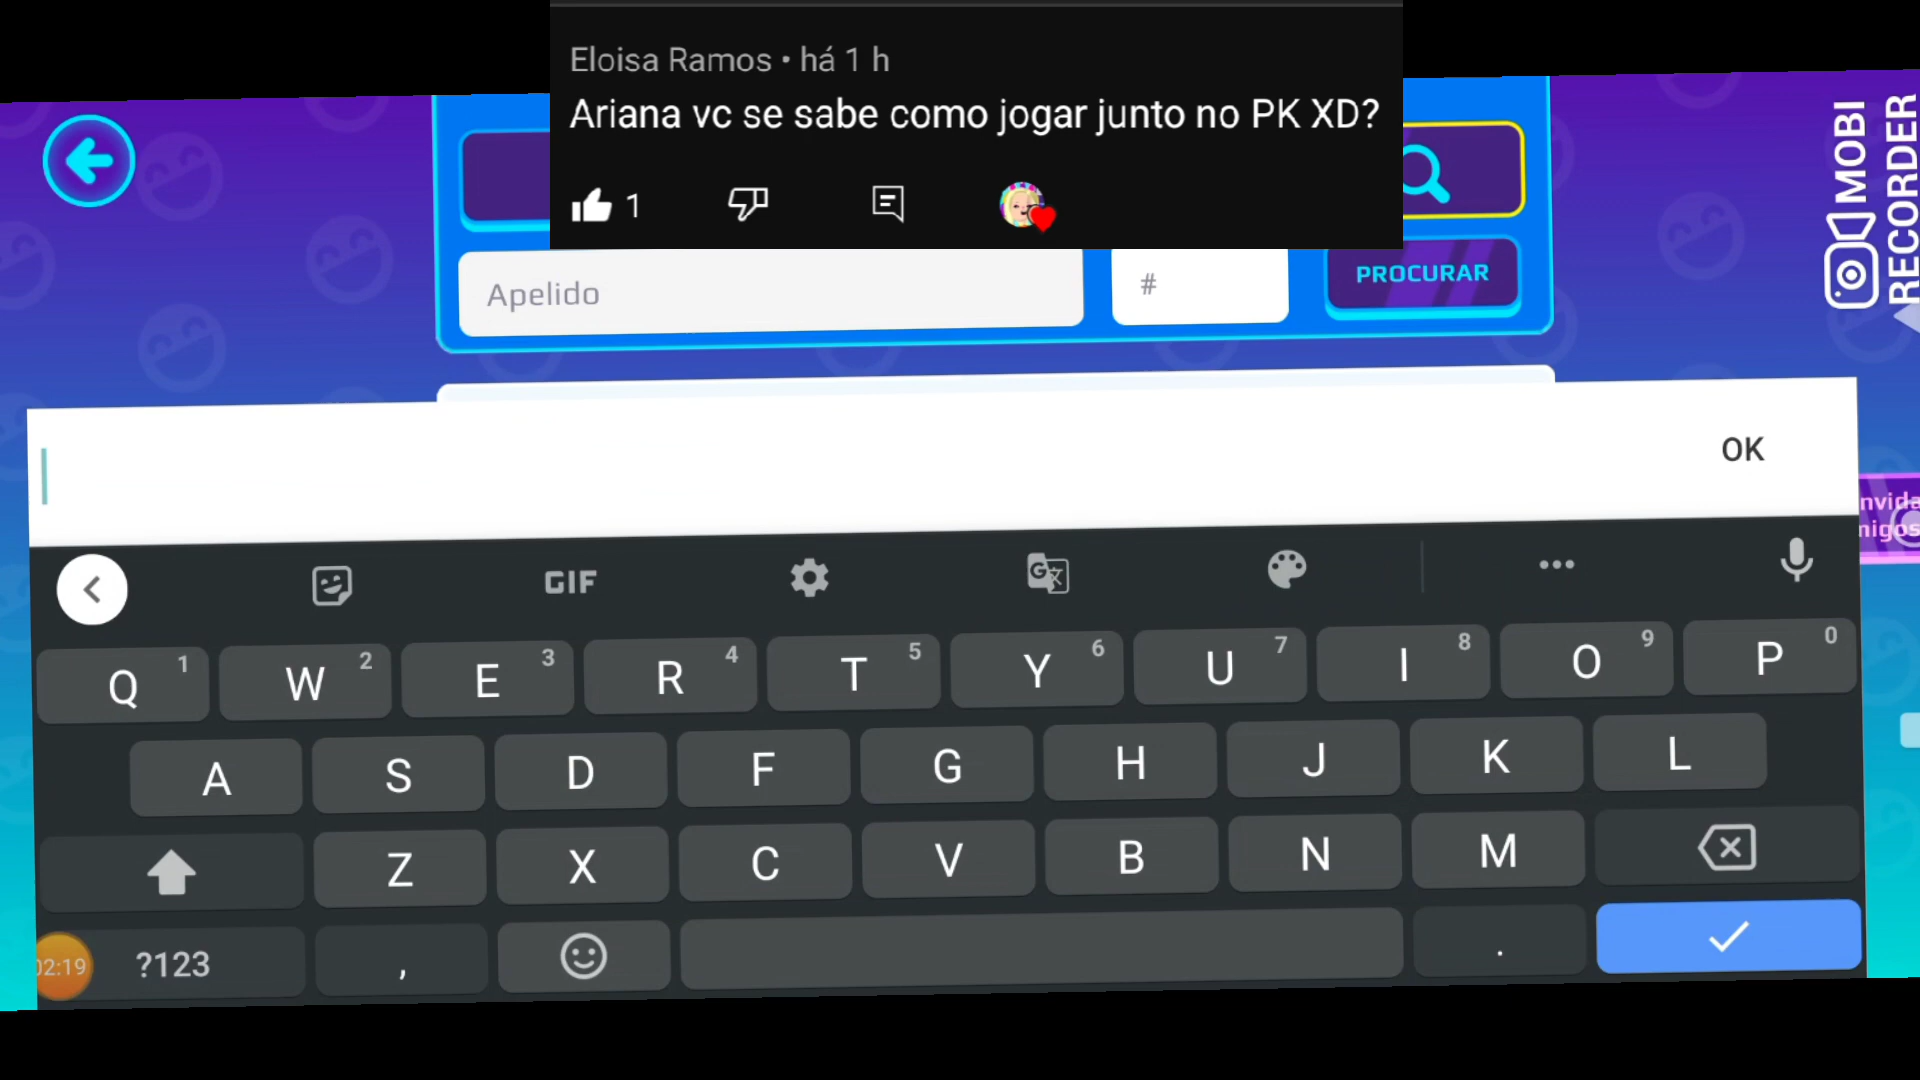 Eloisa Ramos • há 1 h
Ariana vc se sabe como jogar junto no PK XD?
1
MOBI
RECORDER
Apelido
#
PROCURAR
OK
GIF
Q 1 W 2 E 3 R 4 T 5 Y 6 U 7 I 8 O 9 P 0
A S D F G H J K L
Z X C V B N M
02:19 ?123 , .